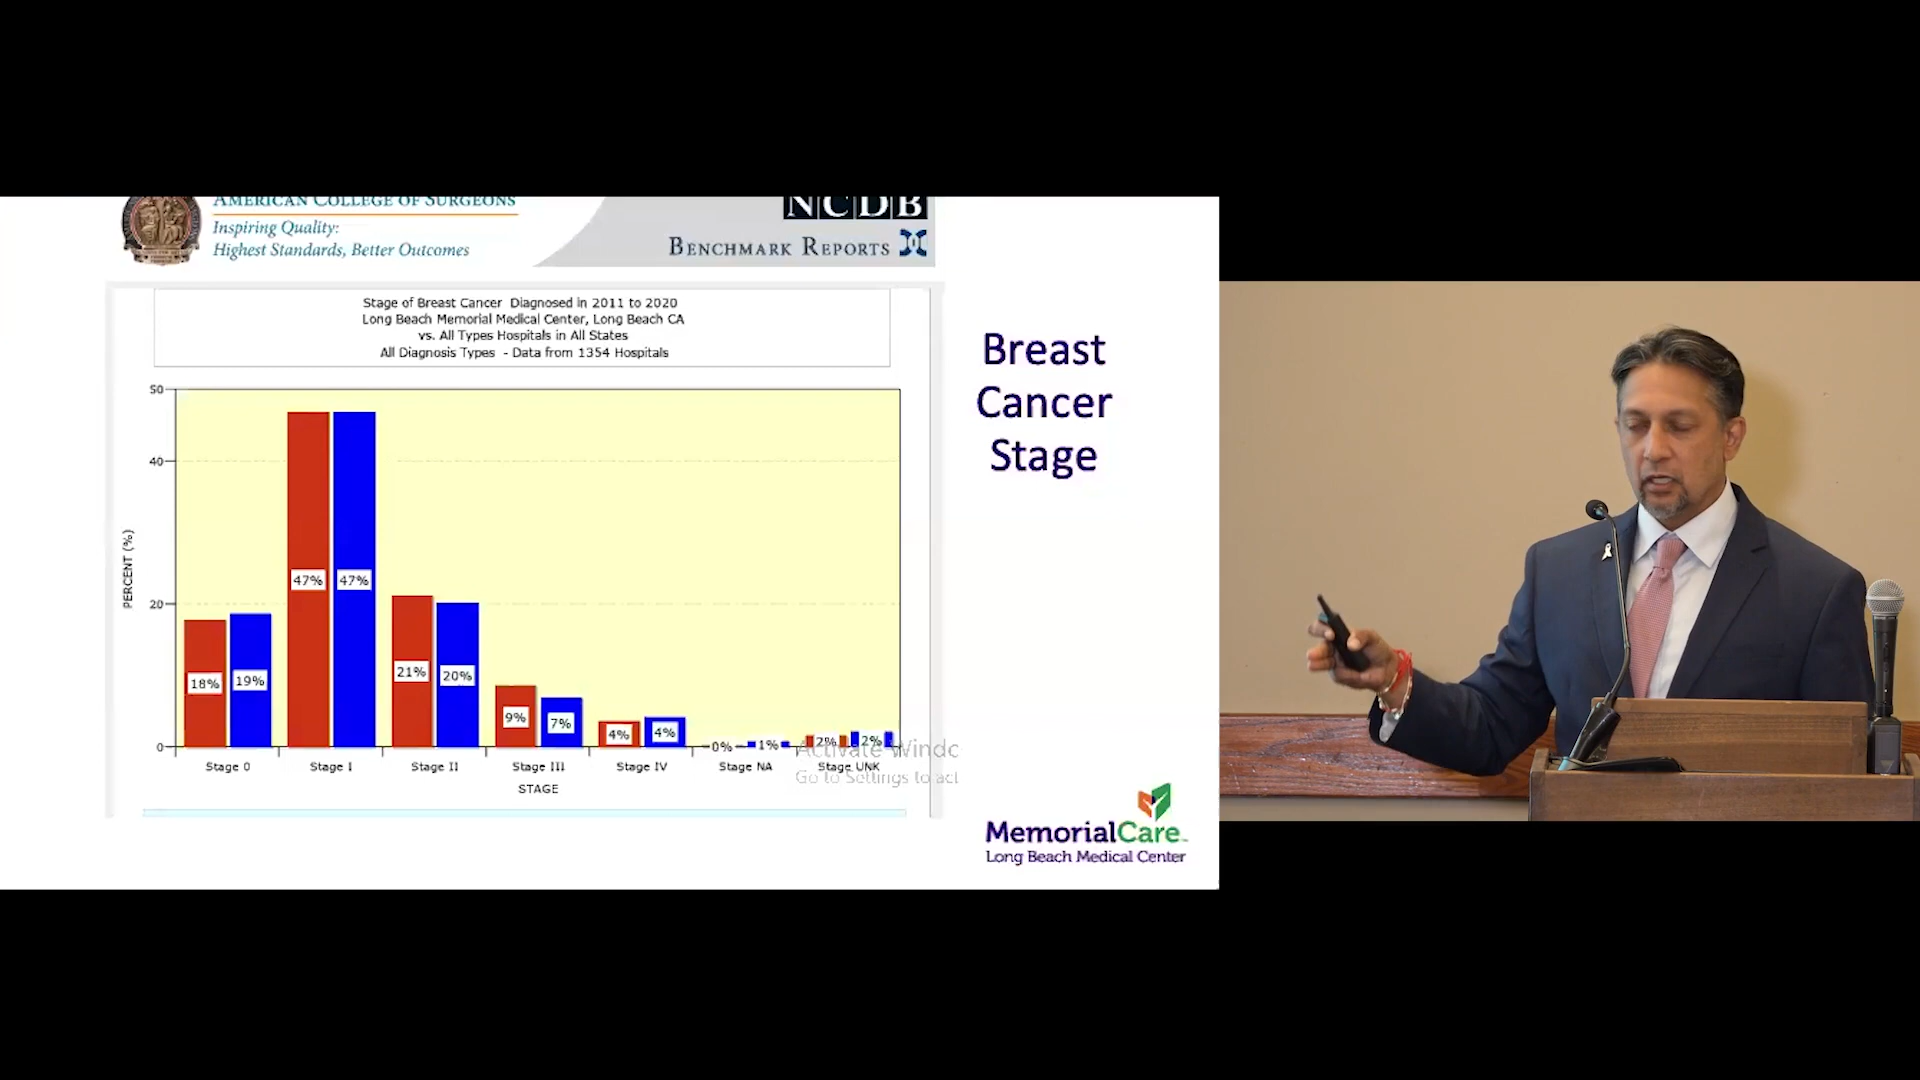 AMERICAN COLLEGE OF SURGEONS
Inspiring Quality:
Highest Standards, Better Outcomes
NCDB
BENCHMARK REPORTS
Stage of Breast Cancer Diagnosed in 2011 to 2020
Long Beach Memorial Medical Center, Long Beach CA
vs. All Types Hospitals in All States
All Diagnosis Types - Data from 1354 Hospitals
Breast
Cancer
Stage
PERCENT (%)
50
40
20
0
18%
19%
47%
47%
21%
20%
9%
7%
4%
4%
0%
1%
2%
2%
Stage 0
Stage I
Stage II
Stage III
Stage IV
Stage NA
Stage UNK
STAGE
Activate Windo
Go to Settings to act
MemorialCare
Long Beach Medical Center